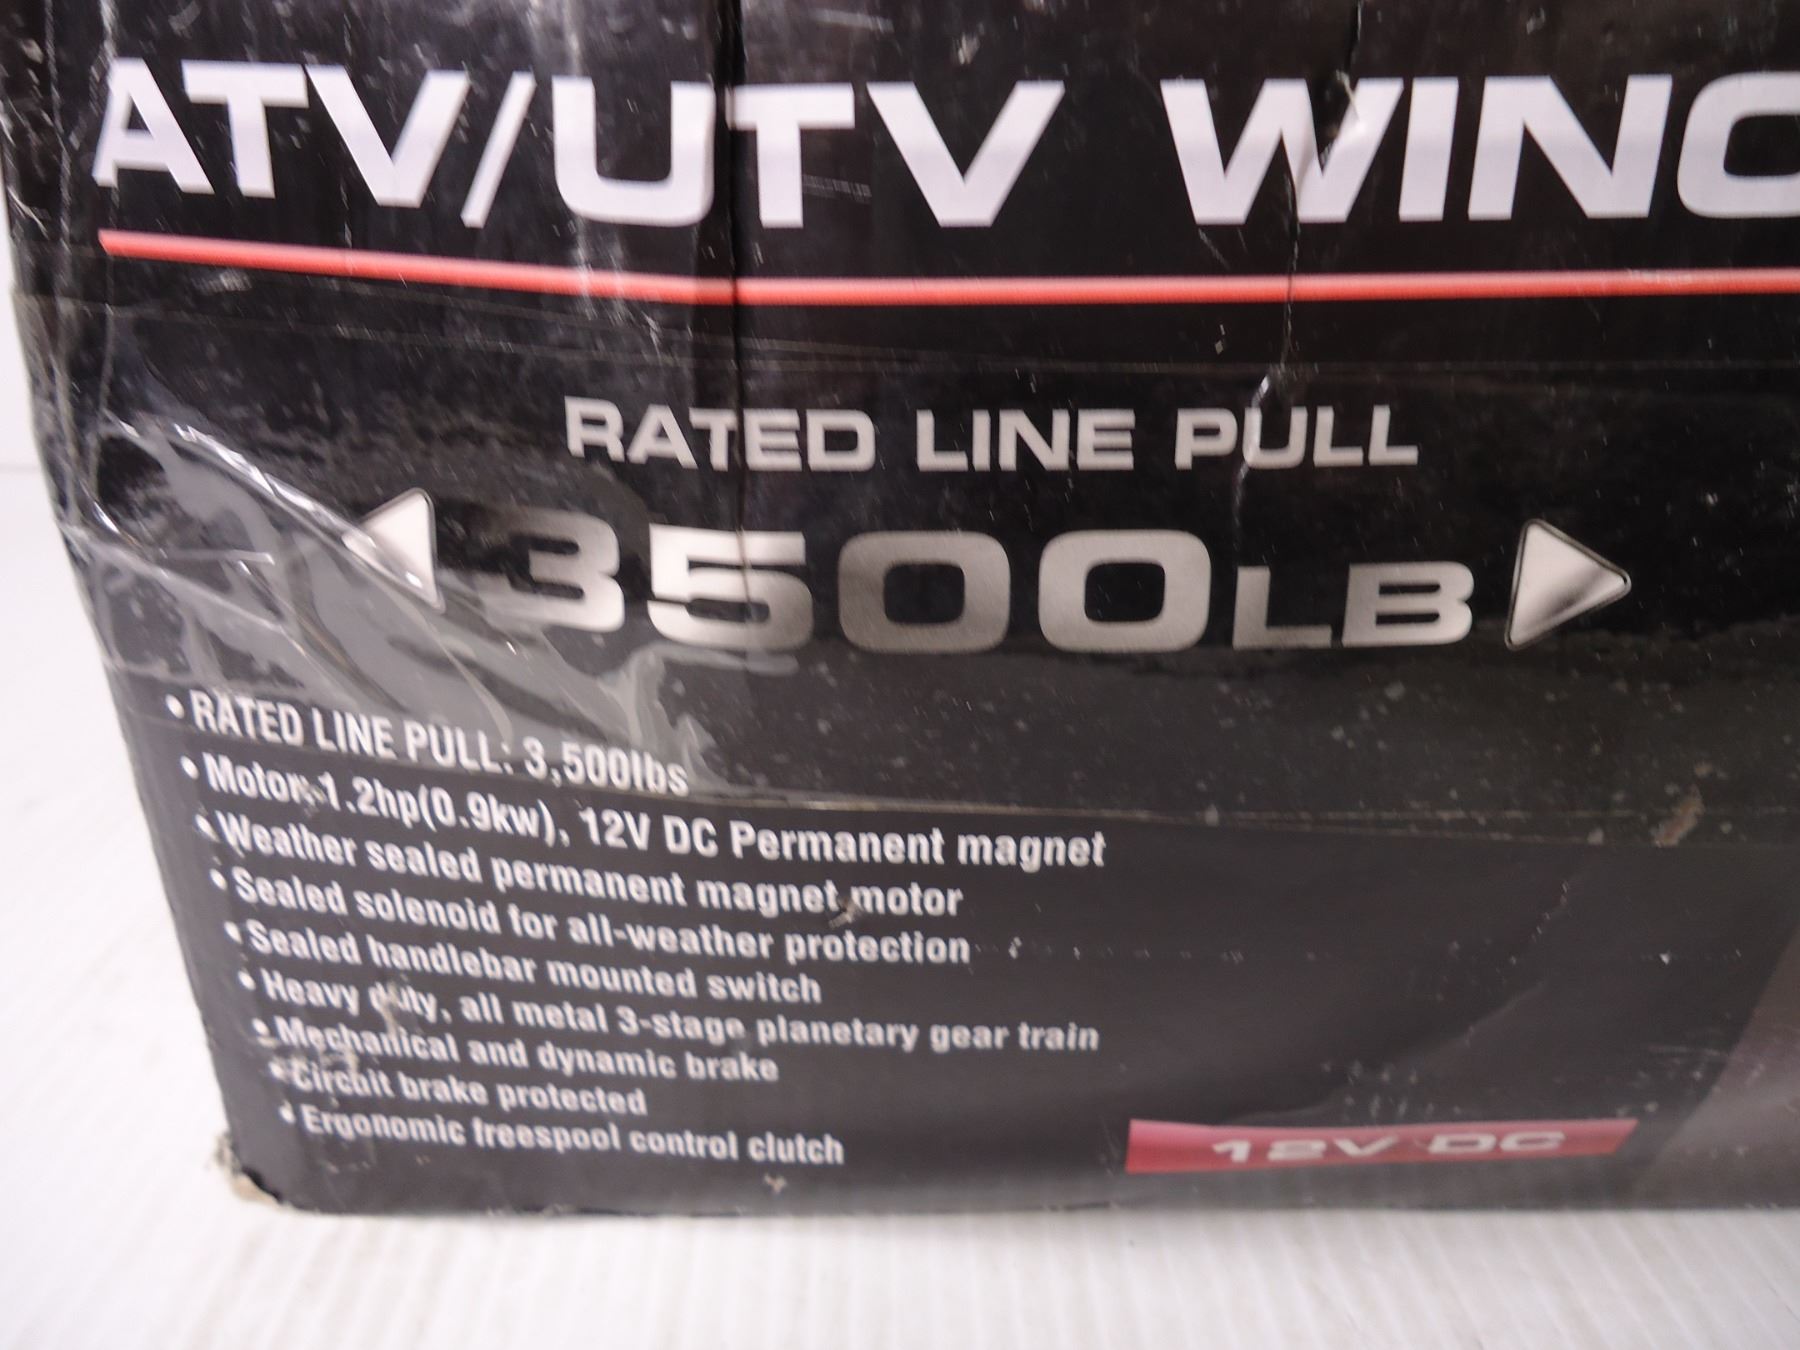 ATV/UTV WINC
RATED LINE PULL
3500LB
• RATED LINE PULL: 3,500lbs
• Motor: 1.2hp(0.9kw), 12V DC Permanent magnet
• Weather sealed permanent magnet motor
• Sealed solenoid for all-weather protection
• Sealed handlebar mounted switch
• Heavy duty, all metal 3-stage planetary gear train
• Mechanical and dynamic brake
• Circuit brake protected
• Ergonomic freespool control clutch
12V DC